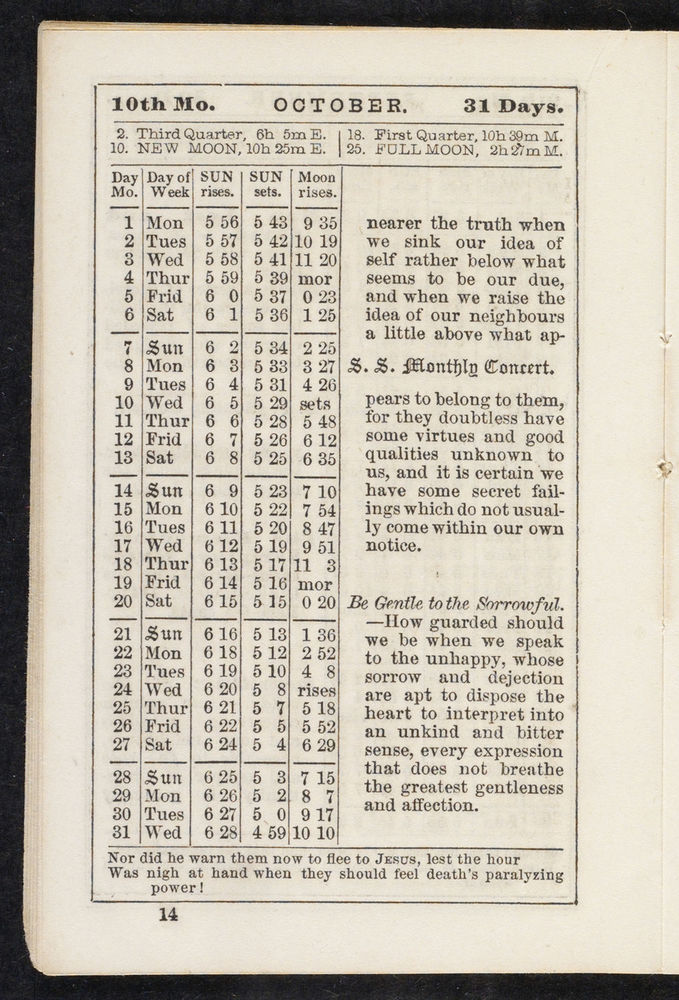 10th Mo. OCTOBER. 31 Days.
2. Third Quarter, 6h 5m E. 18. First Quarter, 10h 39m M.
10. NEW MOON, 10h 25m E. 25. FULL MOON, 2h 27m M.
Day Day of SUN SUN Moon
Mo. Week rises. sets. rises.
1 Mon 5 56 5 43 9 35
2 Tues 5 57 5 42 10 19
3 Wed 5 58 5 41 11 20
4 Thur 5 59 5 39 mor
5 Frid 6 0 5 37 0 23
6 Sat 6 1 5 36 1 25
7 Sun 6 2 5 34 2 25
8 Mon 6 3 5 33 3 27
9 Tues 6 4 5 31 4 26
10 Wed 6 5 5 29 sets
11 Thur 6 6 5 28 5 48
12 Frid 6 7 5 26 6 12
13 Sat 6 8 5 25 6 35
14 Sun 6 9 5 23 7 10
15 Mon 6 10 5 22 7 54
16 Tues 6 11 5 20 8 47
17 Wed 6 12 5 19 9 51
18 Thur 6 13 5 17 11 3
19 Frid 6 14 5 16 mor
20 Sat 6 15 5 15 0 20
21 Sun 6 16 5 13 1 36
22 Mon 6 18 5 12 2 52
23 Tues 6 19 5 10 4 8
24 Wed 6 20 5 8 rises
25 Thur 6 21 5 7 5 18
26 Frid 6 22 5 5 5 52
27 Sat 6 24 5 4 6 29
28 Sun 6 25 5 3 7 15
29 Mon 6 26 5 2 8 7
30 Tues 6 27 5 0 9 17
31 Wed 6 28 4 59 10 10
nearer the truth when
we sink our idea of
self rather below what
seems to be our due,
and when we raise the
idea of our neighbours
a little above what ap-
S. S. Monthly Concert.
pears to belong to them,
for they doubtless have
some virtues and good
qualities unknown to
us, and it is certain we
have some secret fail-
ings which do not usual-
ly come within our own
notice.
Be Gentle to the Sorrowful.
—How guarded should
we be when we speak
to the unhappy, whose
sorrow and dejection
are apt to dispose the
heart to interpret into
an unkind and bitter
sense, every expression
that does not breathe
the greatest gentleness
and affection.
Nor did he warn them now to flee to JESUS, lest the hour
Was nigh at hand when they should feel death's paralyzing
power!
14